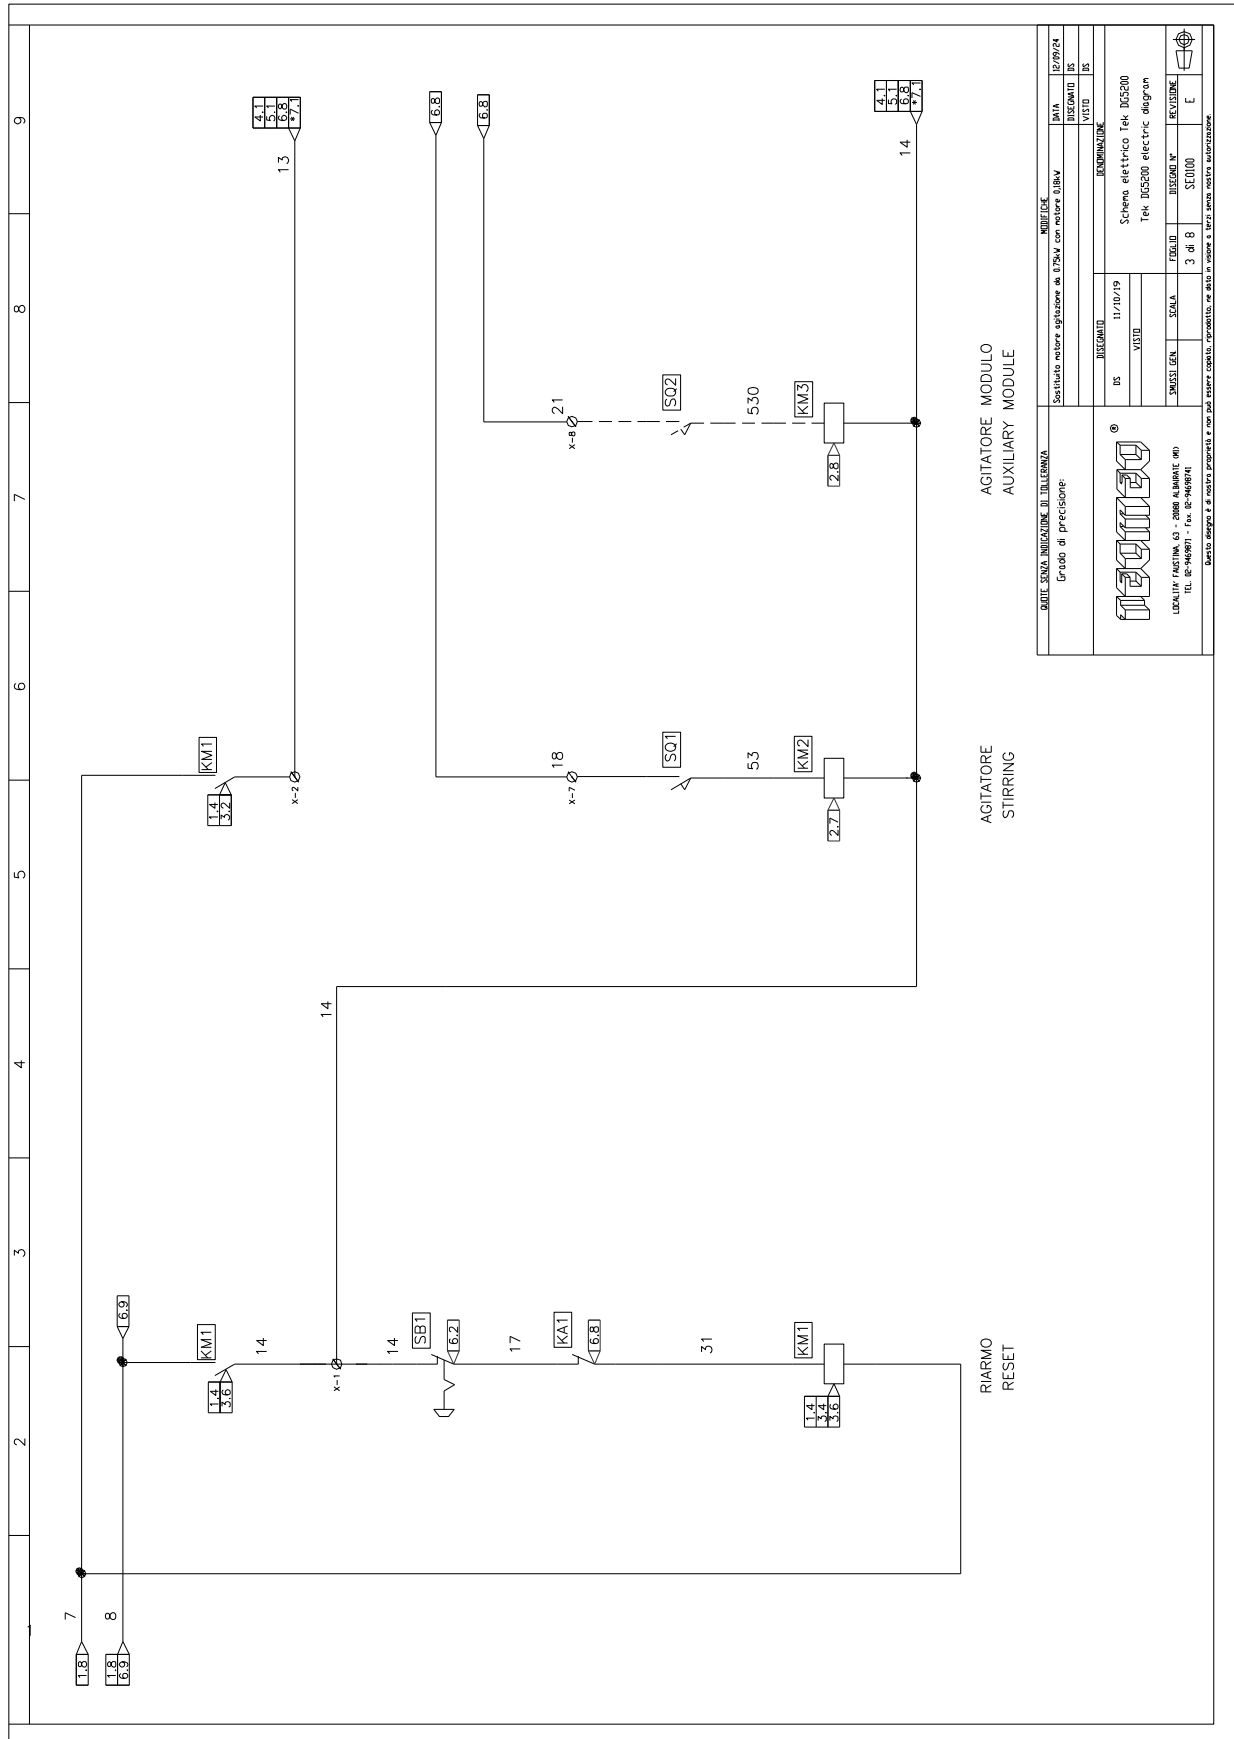 1
2
3
4
5
6
7
8
9
1.8
7
1.8
6.9
8
6.9
KM1
1.4
3.6
14
X-1
14
14
SB1
6.2
17
KA1
6.8
31
KM1
1.4
3.4
3.6
RIARMO
RESET
KM1
1.4
3.2
X-2
13
4.1
5.1
6.8
*7.1
6.8
18
X-7
SQ1
53
KM2
2.7
AGITATORE
STIRRING
6.8
21
X-8
SQ2
530
KM3
2.8
AGITATORE MODULO
AUXILIARY MODULE
14
4.1
5.1
6.8
*7.1
QUOTE SENZA INDICAZIONE DI TOLLERANZA
Grado di precisione:
MODIFICHE
Sostituito motore agitazione da 0.75kW con motore 0.18kW
DATA
12/09/24
DISEGNATO
DS
VISTO
DS
DISEGNATO
DS
11/10/19
VISTO
DENOMINAZIONE
Schema elettrico Tek DG5200
Tek DG5200 electric diagram
SMUSSI GEN.
SCALA
FOGLIO
3 di 8
DISEGNO N°
SE0100
REVISIONE
E
®
LOCALITA' FAUSTINA, 63 - 20080 ALBAIRATE (MI)
TEL. 02-9469871 - Fax. 02-94698741
Questo disegno è di nostra proprietà e non può essere copiato, riprodotto, ne dato in visione a terzi senza nostra autorizzazione.